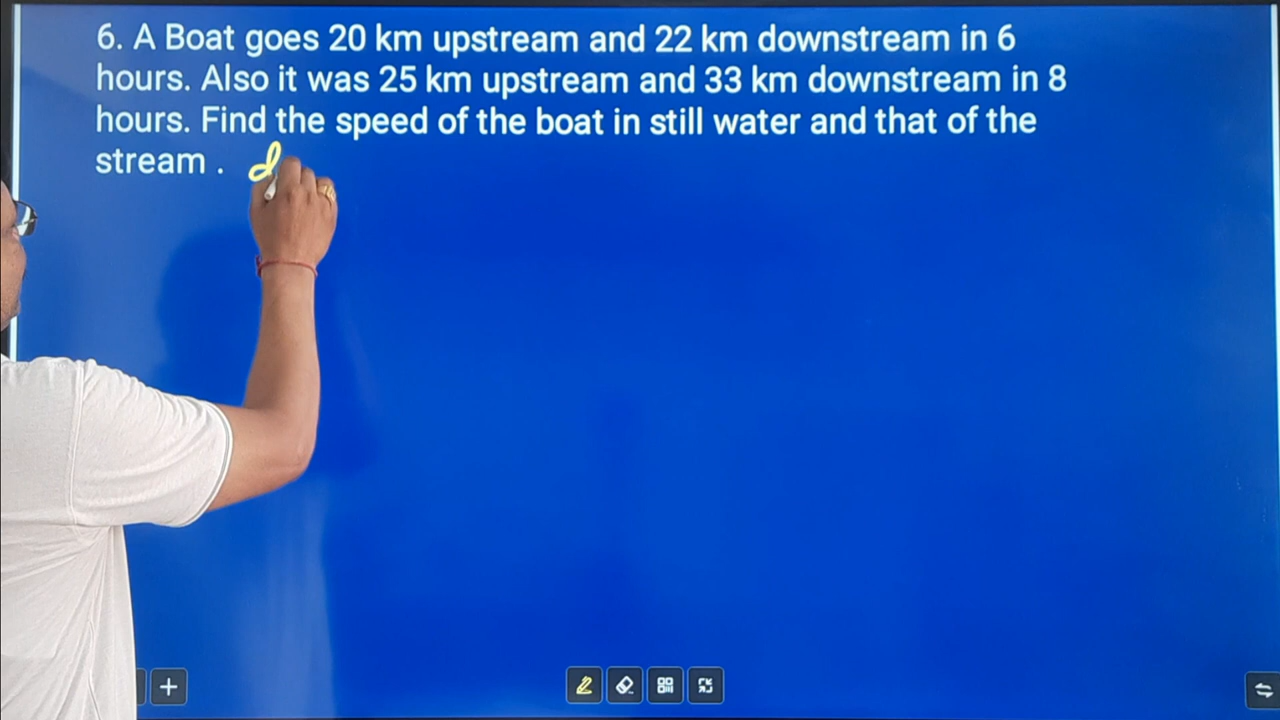 6. A Boat goes 20 km upstream and 22 km downstream in 6
hours. Also it was 25 km upstream and 33 km downstream in 8
hours. Find the speed of the boat in still water and that of the
stream .